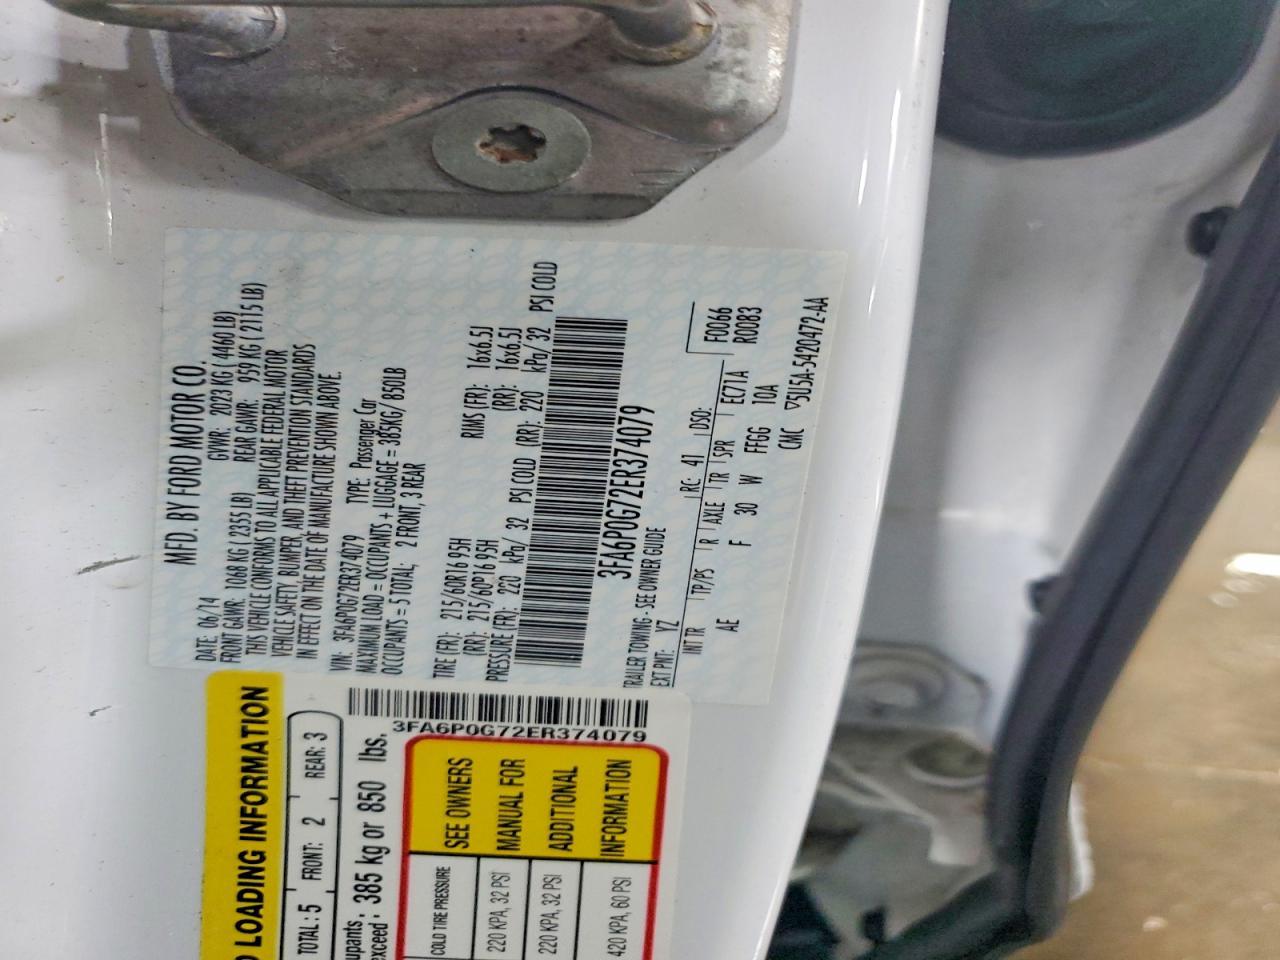 MFD. BY FORD MOTOR CO.
DATE: 06/14 GVWR: 2023 KG ( 4460 LB)
FRONT GAWR: 1068 KG ( 2355 LB) REAR GAWR: 959 KG ( 2115 LB)
THIS VEHICLE CONFORMS TO ALL APPLICABLE FEDERAL MOTOR
VEHICLE SAFETY, BUMPER, AND THEFT PREVENTION STANDARDS
IN EFFECT ON THE DATE OF MANUFACTURE SHOWN ABOVE.
VIN: 3FA6P0G72ER374079 TYPE: Passenger Car
MAXIMUM LOAD = OCCUPANTS + LUGGAGE = 385KG/ 850LB
OCCUPANTS = 5 TOTAL; 2 FRONT, 3 REAR
TIRE (FR): 215/60R16 95H RIMS (FR): 16x6.5J
(RR): 215/60R16 95H (RR): 16x6.5J
PRESSURE (FR): 220 kPa/ 32 PSI COLD (RR): 220 kPa/ 32 PSI COLD
3FA6P0G72ER374079
TRAILER TOWING - SEE OWNER GUIDE
EXT PNT: YZ RC: 41 DSO:
INT TR TP/PS R AXLE TR SPR F0066
AE F 30 W FFGG EC71A 10A R0083
CMC ▽5U5A-5420472-AA
LOADING INFORMATION
TOTAL: 5 FRONT: 2 REAR: 3
385 kg or 850 lbs.
3FA6P0G72ER374079
COLD TIRE PRESSURE
220 KPA, 32 PSI
220 KPA, 32 PSI
420 KPA, 60 PSI
SEE OWNERS
MANUAL FOR
ADDITIONAL
INFORMATION